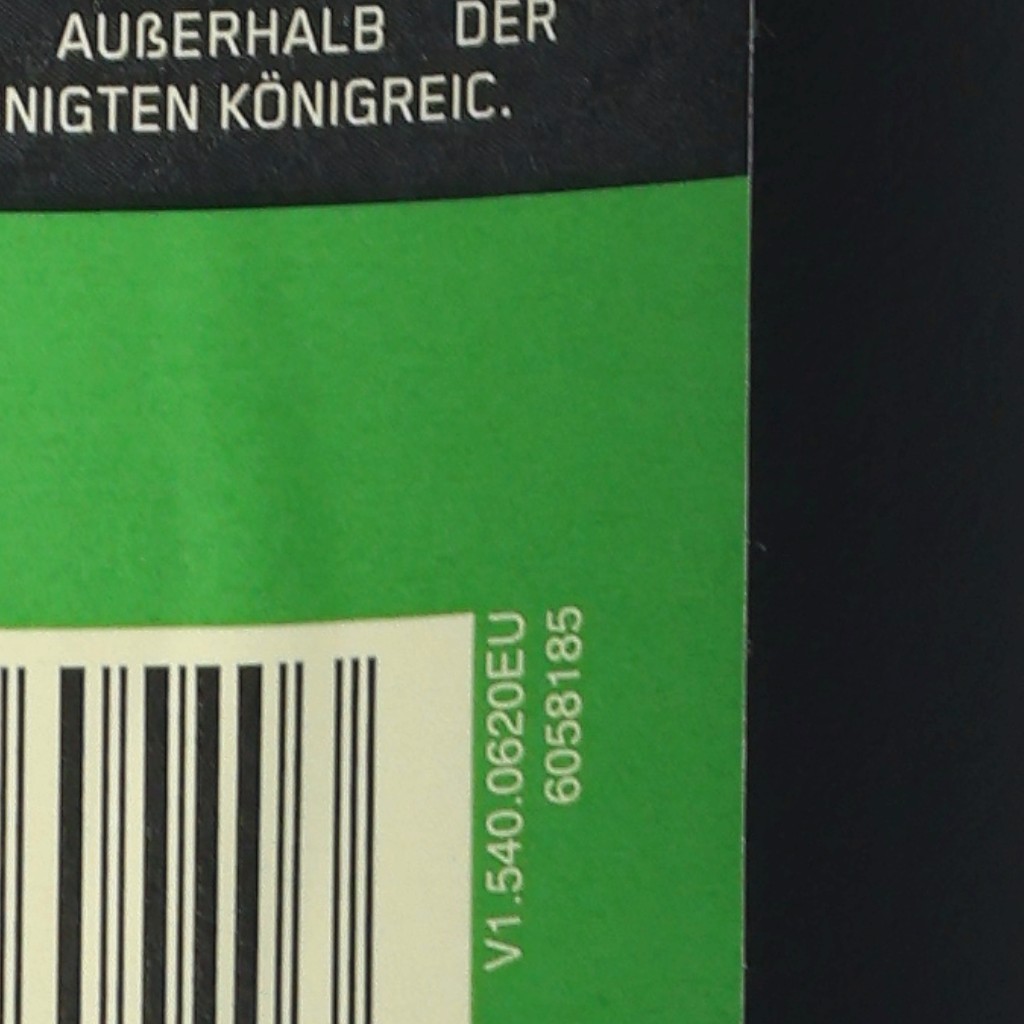 AUßERHALB DER
NIGTEN KÖNIGREIC.
V1.540.0620EU
6058185